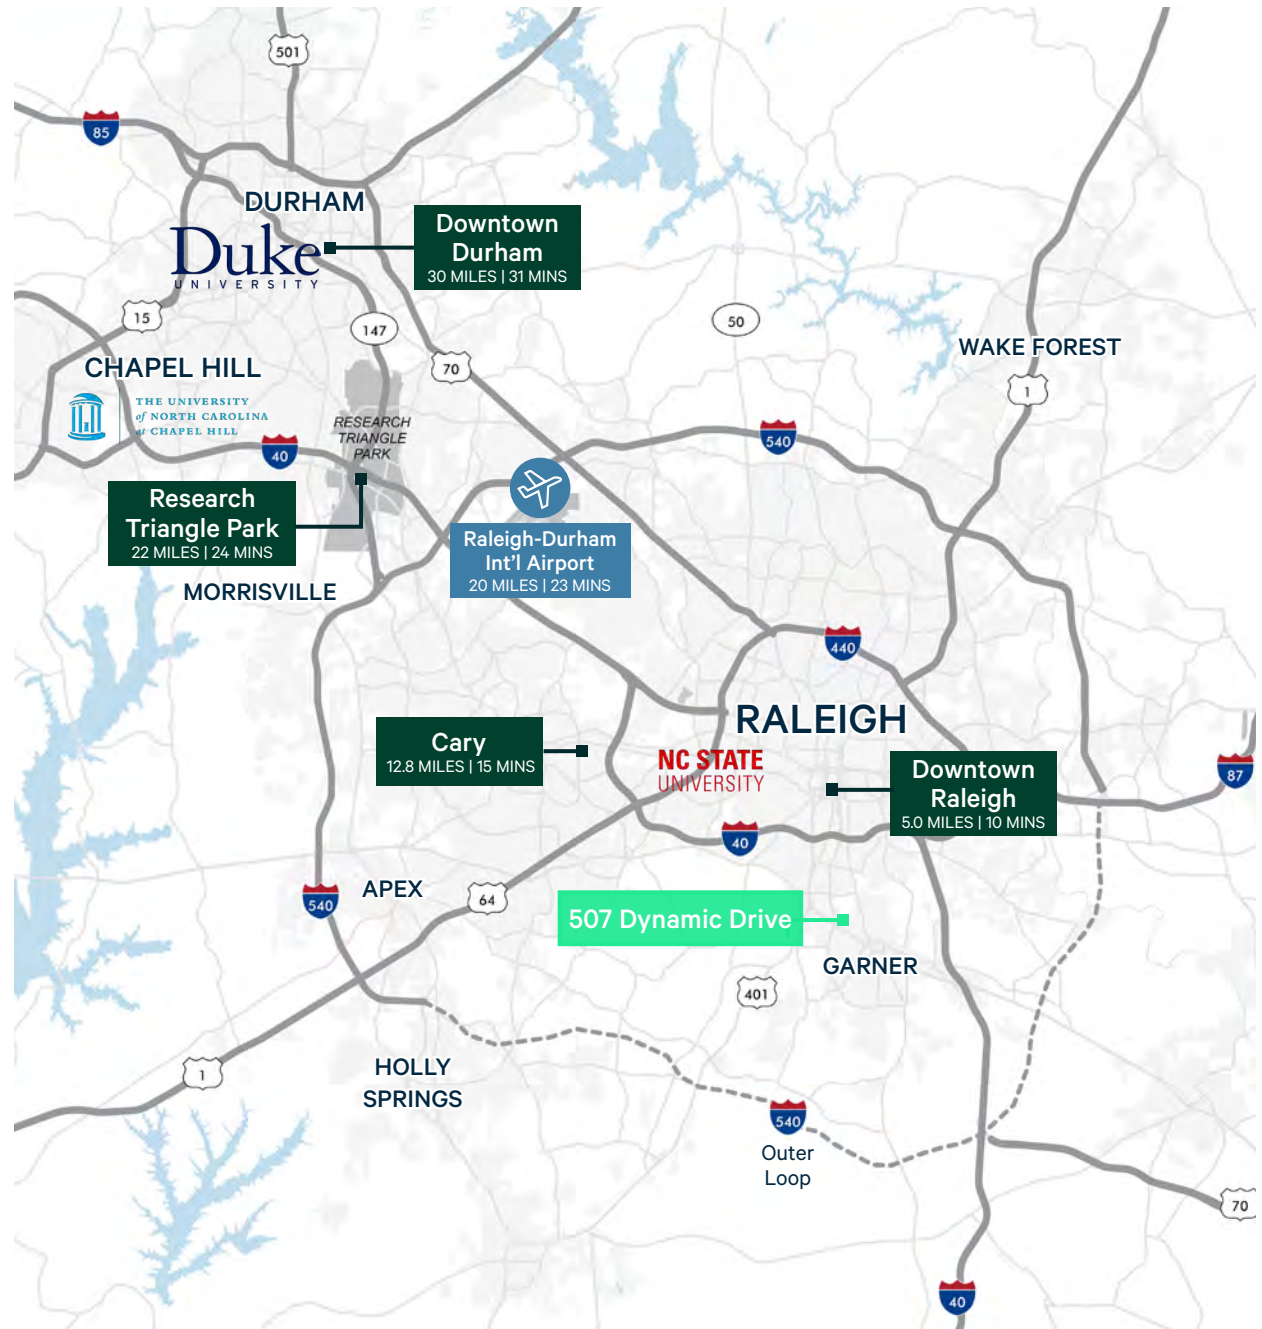 501
85
DURHAM
Duke
UNIVERSITY
Downtown
Durham
30 MILES | 31 MINS
15
147
50
70
WAKE FOREST
CHAPEL HILL
1
THE UNIVERSITY
of NORTH CAROLINA
at CHAPEL HILL
RESEARCH
TRIANGLE
PARK
40
540
Research
Triangle Park
22 MILES | 24 MINS
Raleigh-Durham
Int'l Airport
20 MILES | 23 MINS
MORRISVILLE
440
RALEIGH
Cary
12.8 MILES | 15 MINS
NC STATE
UNIVERSITY
Downtown
Raleigh
5.0 MILES | 10 MINS
87
40
APEX
540
64
507 Dynamic Drive
GARNER
401
HOLLY
SPRINGS
1
540
Outer
Loop
70
40